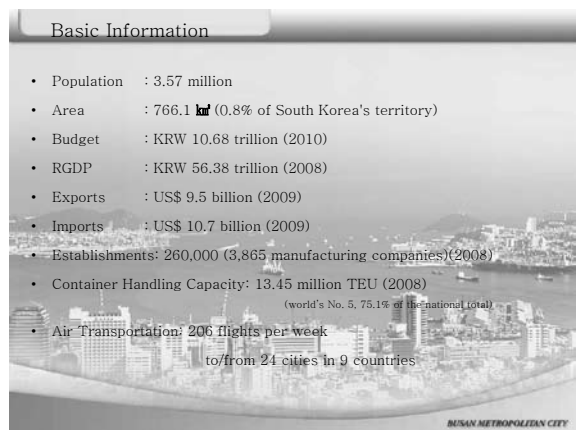 Basic Information
• Population : 3.57 million
• Area : 766.1 ㎢ (0.8% of South Korea's territory)
• Budget : KRW 10.68 trillion (2010)
• RGDP : KRW 56.38 trillion (2008)
• Exports : US$ 9.5 billion (2009)
• Imports : US$ 10.7 billion (2009)
• Establishments: 260,000 (3,865 manufacturing companies)(2008)
• Container Handling Capacity: 13.45 million TEU (2008)
(world's No. 5, 75.1% of the national total)
• Air Transportation: 206 flights per week
to/from 24 cities in 9 countries
BUSAN METROPOLITAN CITY